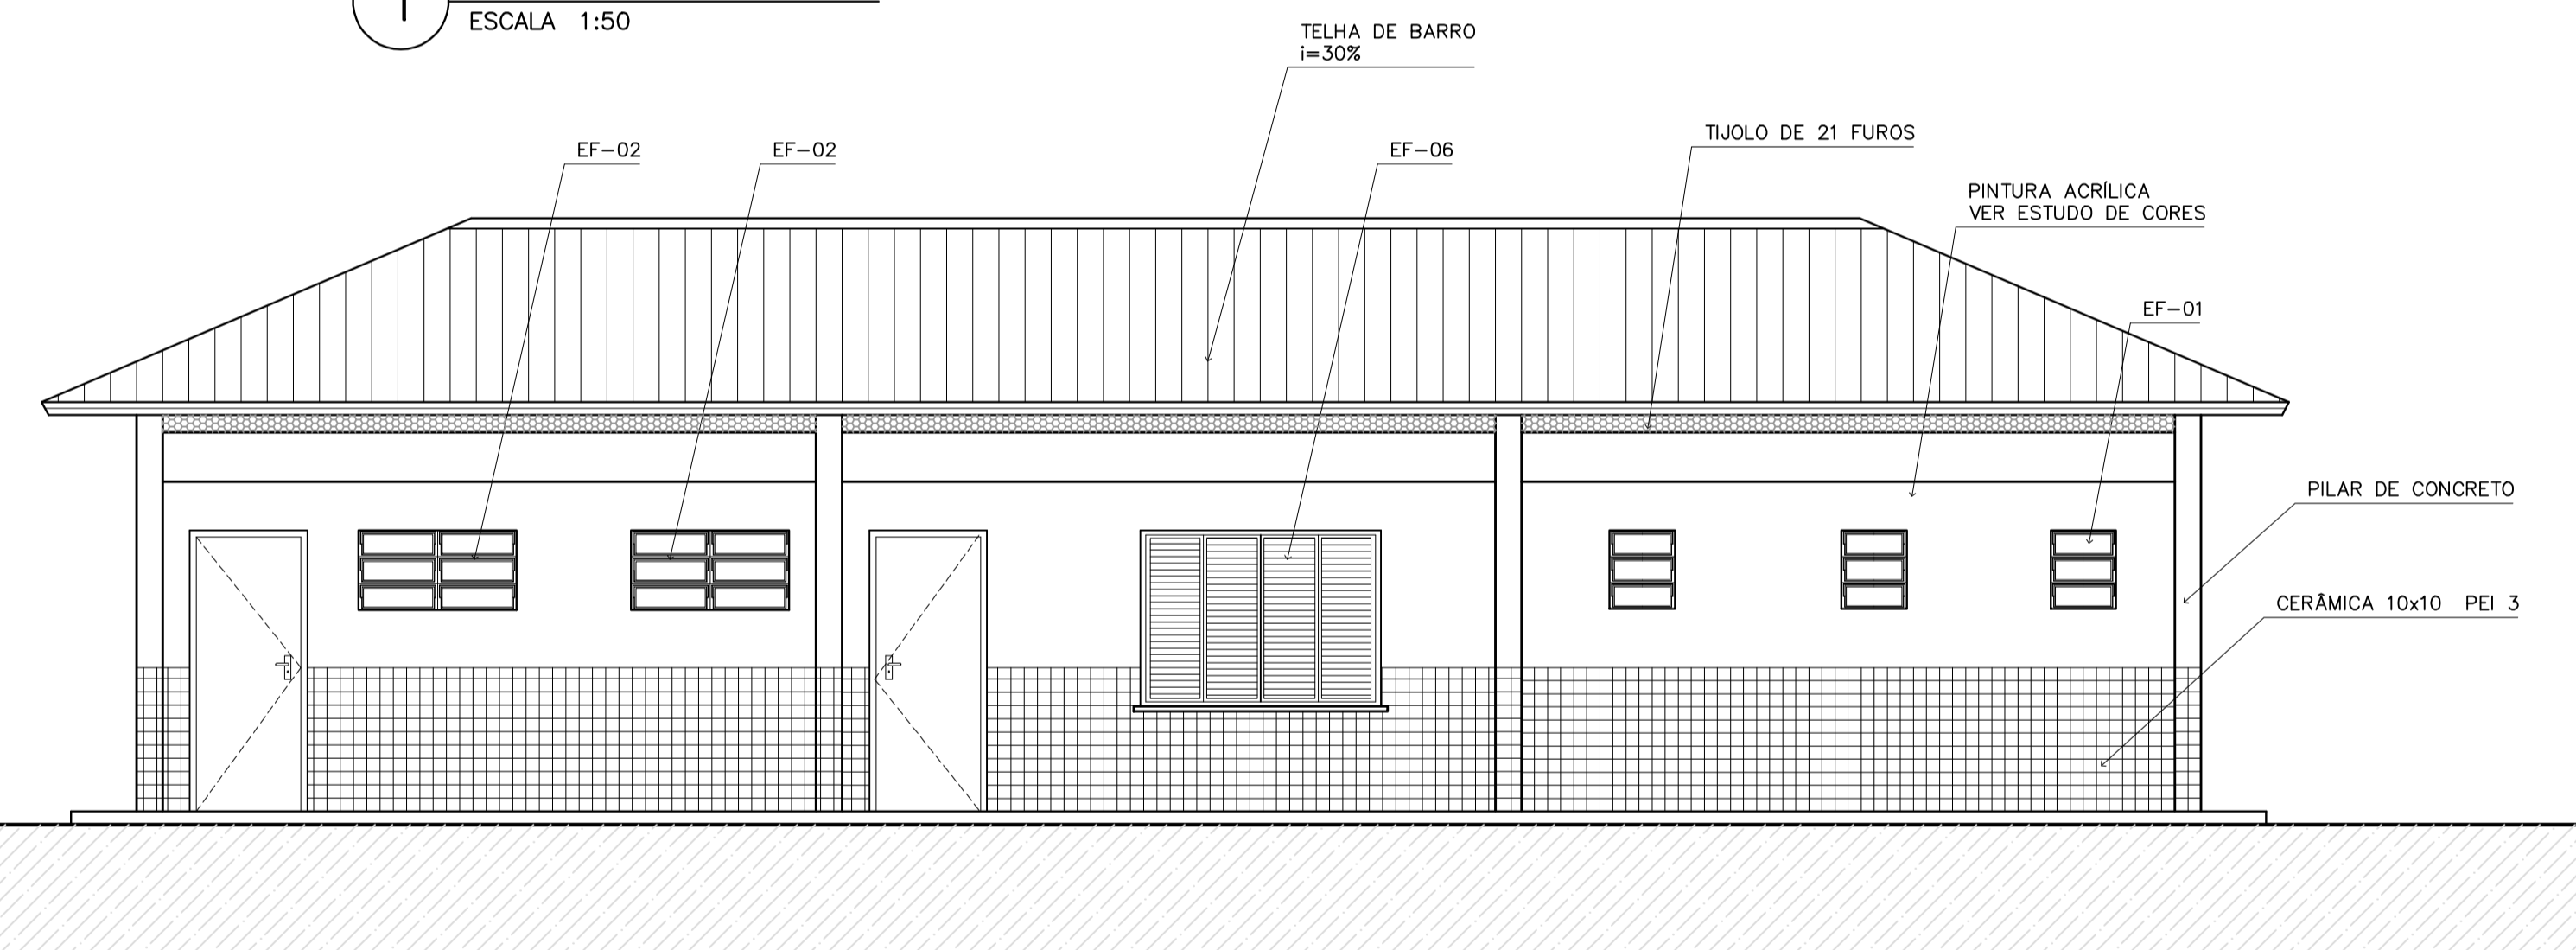 ESCALA 1:50
TELHA DE BARRO
i=30%
TIJOLO DE 21 FUROS
EF-02
EF-02
EF-06
PINTURA ACRÍLICA
VER ESTUDO DE CORES
EF-01
PILAR DE CONCRETO
CERÂMICA 10x10 PEI 3